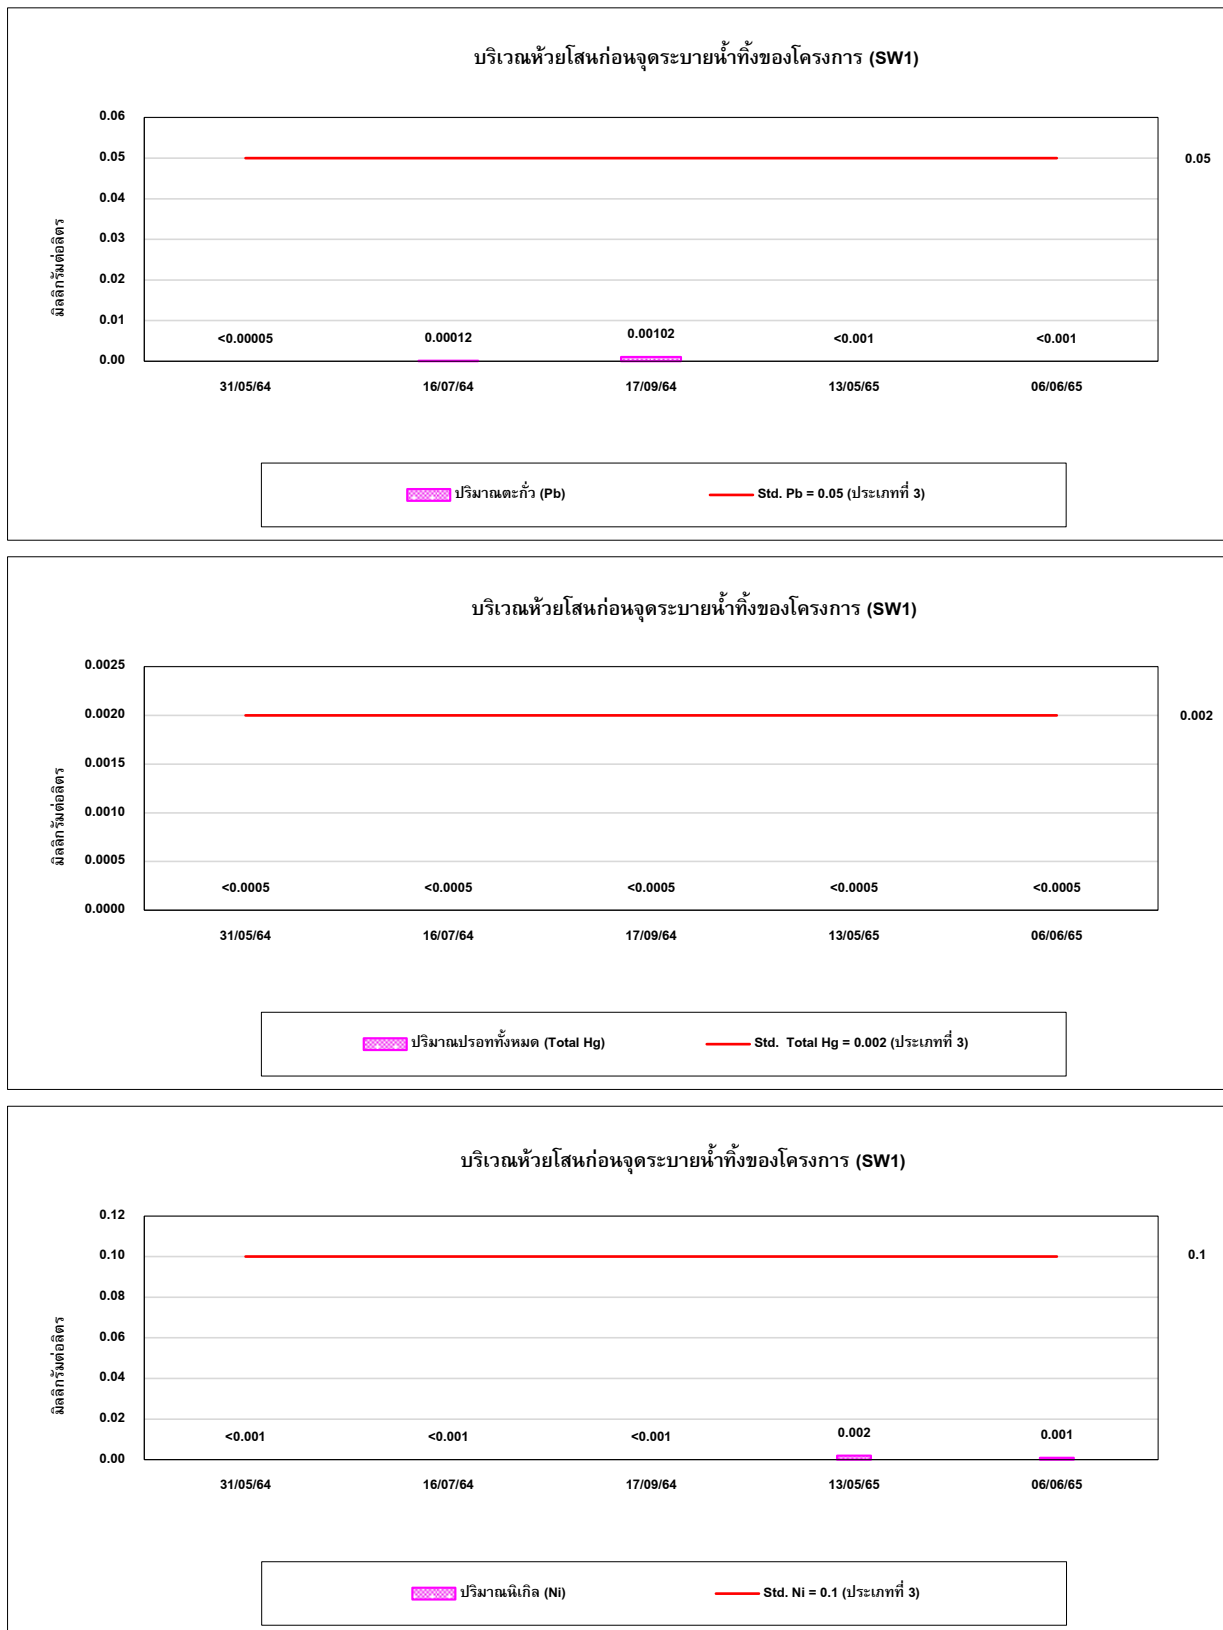 บริเวณห้วยโสนก่อนจุดระบายน้ำทิ้งของโครงการ (SW1)
มิลลิกรัมต่อลิตร
0.06
0.05
0.04
0.03
0.02
0.01
0.00
0.05
<0.00005 0.00012 0.00102 <0.001 <0.001
31/05/64 16/07/64 17/09/64 13/05/65 06/06/65
ปริมาณตะกั่ว (Pb) Std. Pb = 0.05 (ประเภทที่ 3)
บริเวณห้วยโสนก่อนจุดระบายน้ำทิ้งของโครงการ (SW1)
มิลลิกรัมต่อลิตร
0.0025
0.0020
0.0015
0.0010
0.0005
0.0000
0.002
<0.0005 <0.0005 <0.0005 <0.0005 <0.0005
31/05/64 16/07/64 17/09/64 13/05/65 06/06/65
ปริมาณปรอททั้งหมด (Total Hg) Std. Total Hg = 0.002 (ประเภทที่ 3)
บริเวณห้วยโสนก่อนจุดระบายน้ำทิ้งของโครงการ (SW1)
มิลลิกรัมต่อลิตร
0.12
0.10
0.08
0.06
0.04
0.02
0.00
0.1
<0.001 <0.001 <0.001 0.002 0.001
31/05/64 16/07/64 17/09/64 13/05/65 06/06/65
ปริมาณนิเกิล (Ni) Std. Ni = 0.1 (ประเภทที่ 3)